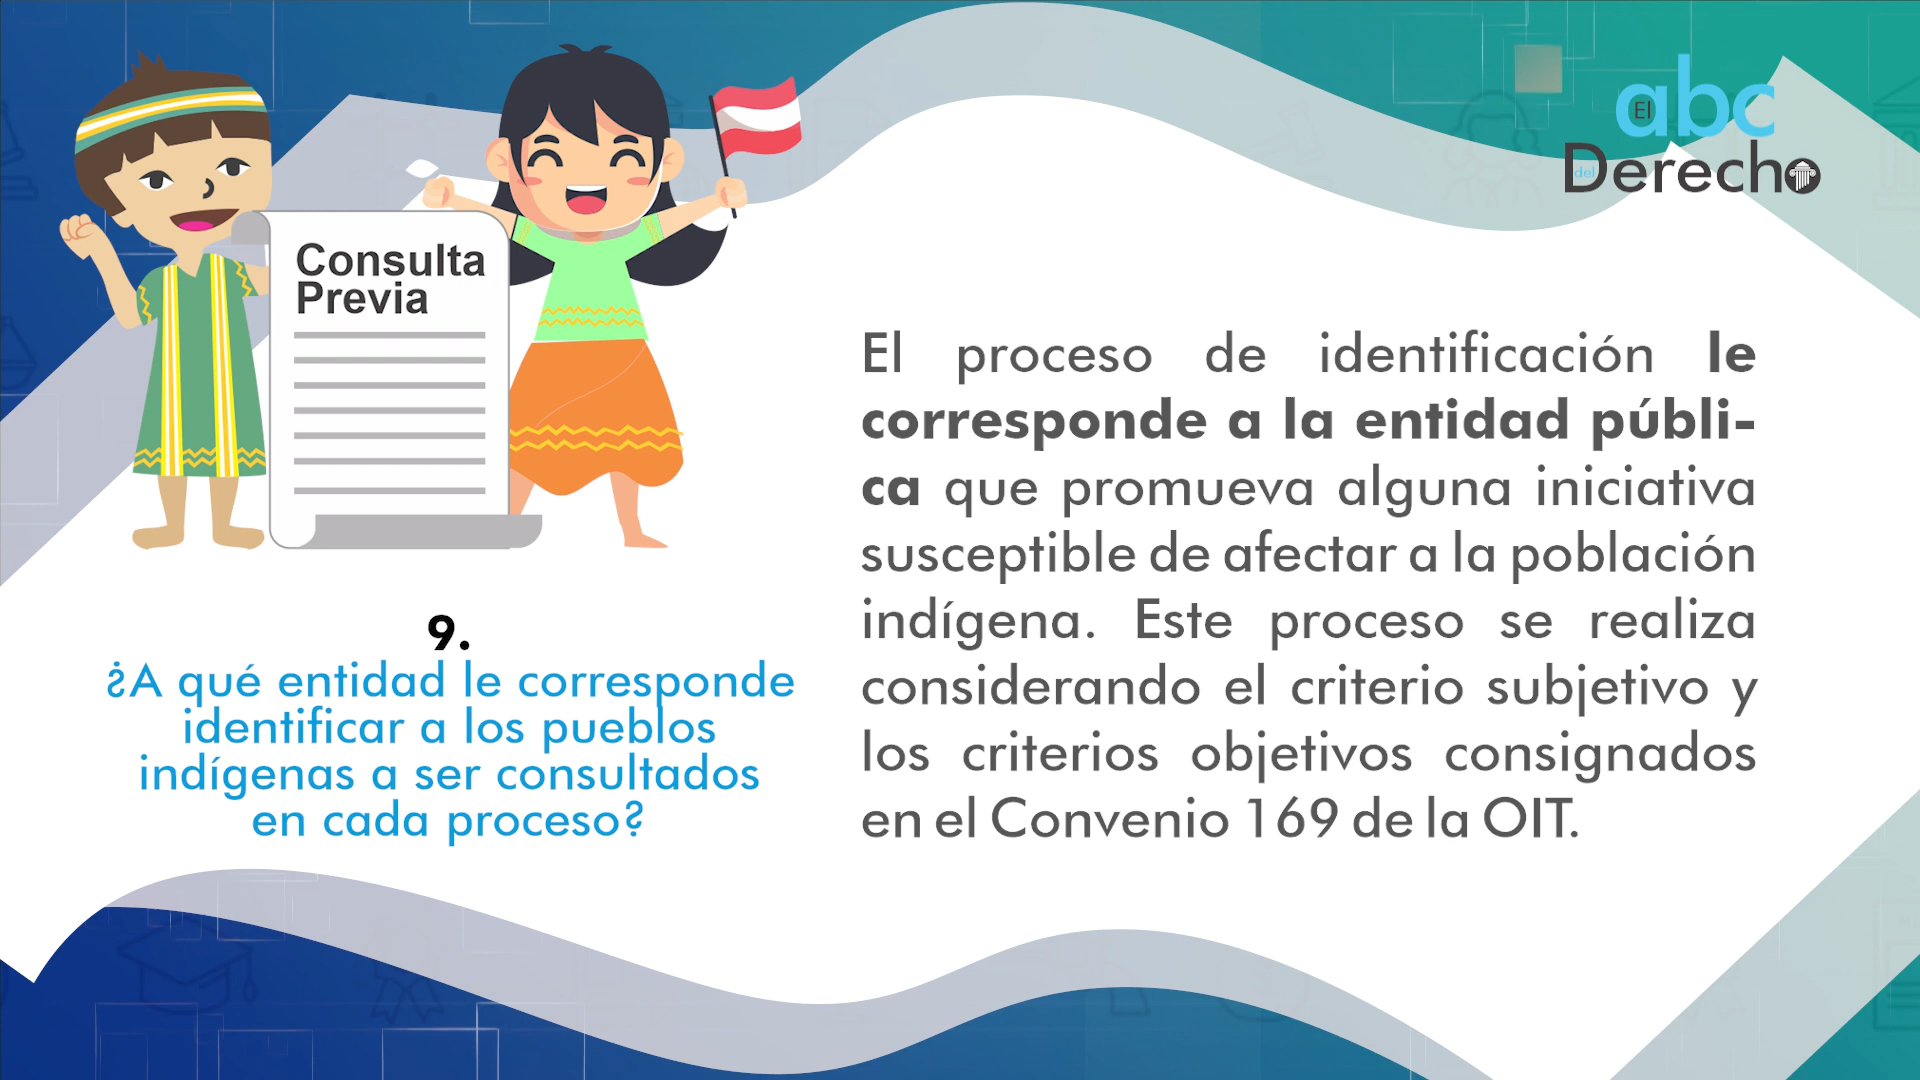 El abc
del Derecho
Consulta
Previa
9.
¿A qué entidad le corresponde
identificar a los pueblos
indígenas a ser consultados
en cada proceso?
El proceso de identificación le
corresponde a la entidad públi-
ca que promueva alguna iniciativa
susceptible de afectar a la población
indígena. Este proceso se realiza
considerando el criterio subjetivo y
los criterios objetivos consignados
en el Convenio 169 de la OIT.